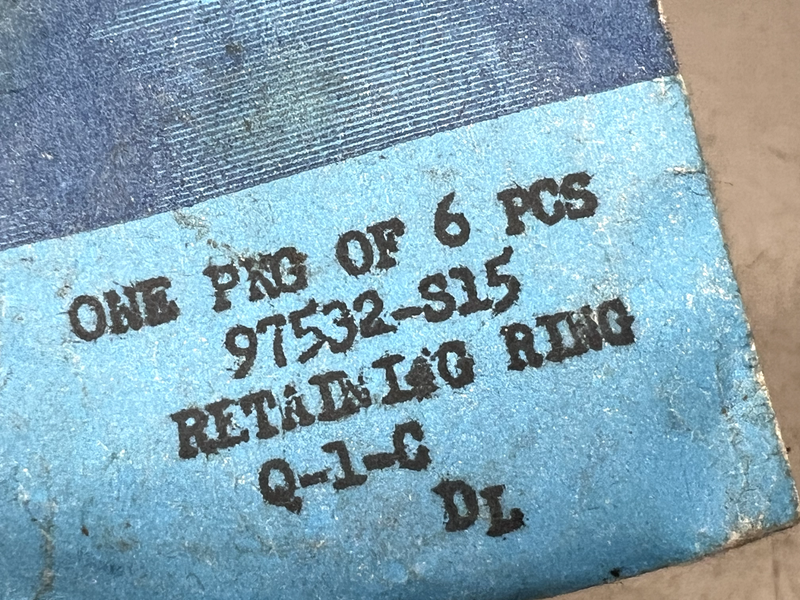 ONE PKG OF 6 PCS
97532-S15
RETAINING RING
Q-1-C
DL